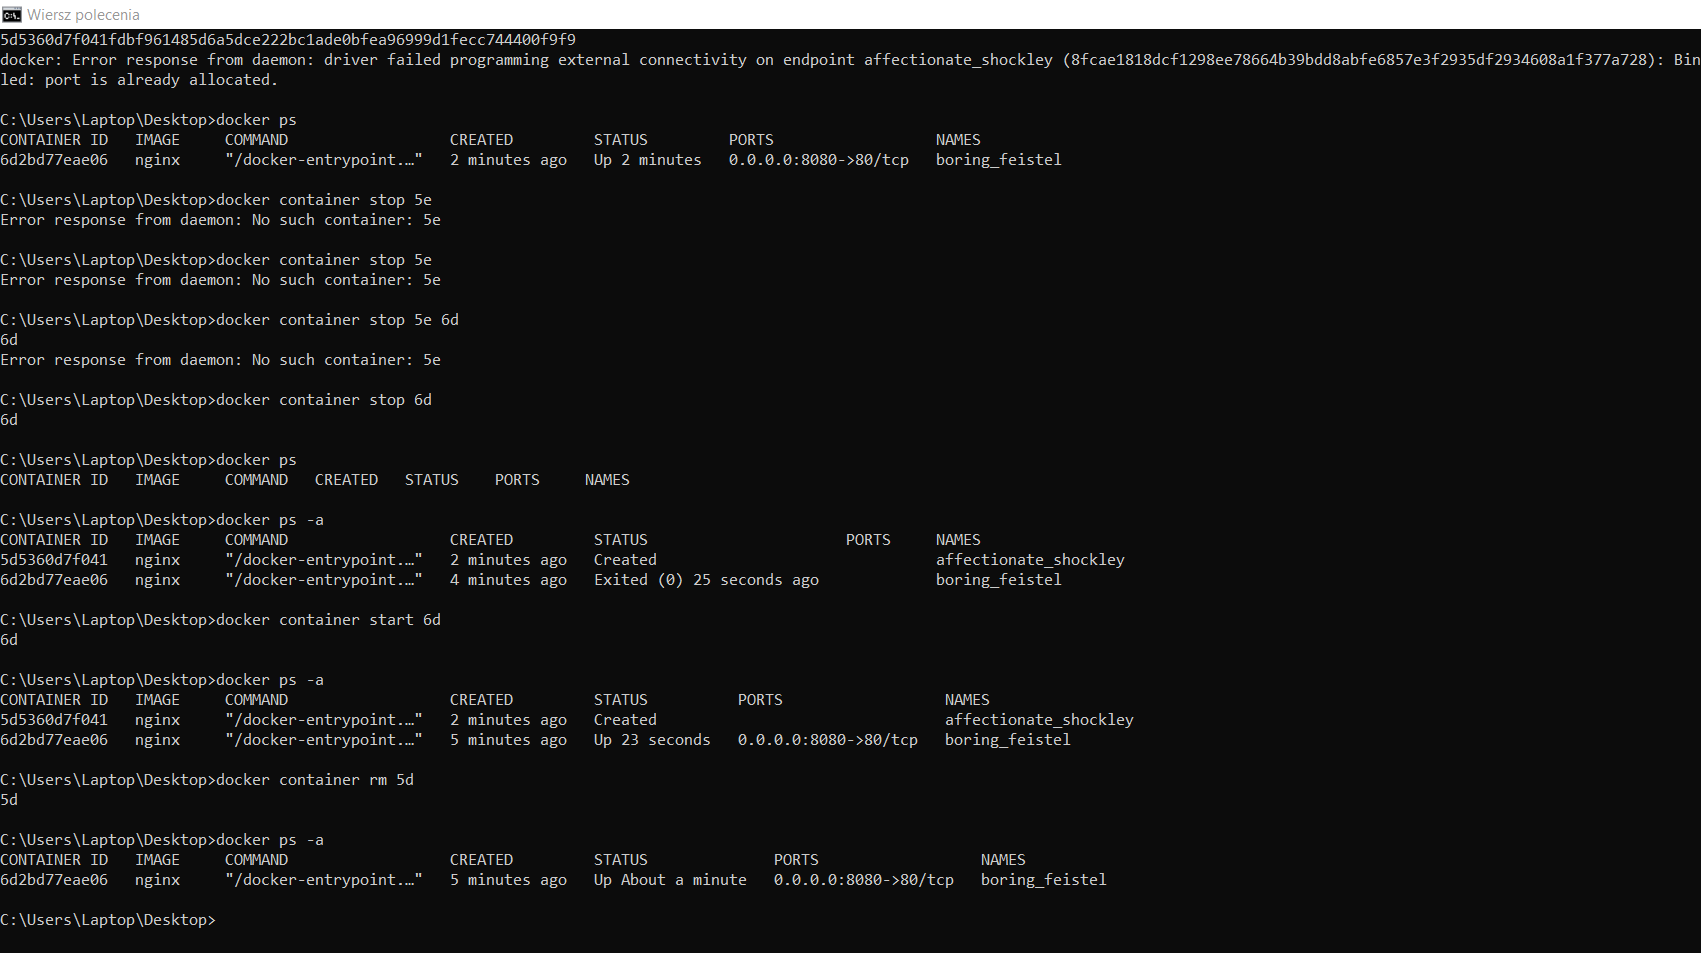 Wiersz polecenia
5d5360d7f041fdbf961485d6a5dce222bc1ade0bfea96999d1fecc744400f9f9
docker: Error response from daemon: driver failed programming external connectivity on endpoint affectionate_shockley (8fcae1818dcf1298ee78664b39bdd8abfe6857e3f2935df2934608a1f377a728): Bin
led: port is already allocated.
C:\Users\Laptop\Desktop>docker ps
CONTAINER ID   IMAGE     COMMAND                  CREATED         STATUS         PORTS                  NAMES
6d2bd77eae06   nginx     "/docker-entrypoint.…"   2 minutes ago   Up 2 minutes   0.0.0.0:8080->80/tcp   boring_feistel
C:\Users\Laptop\Desktop>docker container stop 5e
Error response from daemon: No such container: 5e
C:\Users\Laptop\Desktop>docker container stop 5e
Error response from daemon: No such container: 5e
C:\Users\Laptop\Desktop>docker container stop 5e 6d
6d
Error response from daemon: No such container: 5e
C:\Users\Laptop\Desktop>docker container stop 6d
6d
C:\Users\Laptop\Desktop>docker ps
CONTAINER ID   IMAGE     COMMAND   CREATED   STATUS    PORTS     NAMES
C:\Users\Laptop\Desktop>docker ps -a
CONTAINER ID   IMAGE     COMMAND                  CREATED         STATUS                      PORTS     NAMES
5d5360d7f041   nginx     "/docker-entrypoint.…"   2 minutes ago   Created                               affectionate_shockley
6d2bd77eae06   nginx     "/docker-entrypoint.…"   4 minutes ago   Exited (0) 25 seconds ago             boring_feistel
C:\Users\Laptop\Desktop>docker container start 6d
6d
C:\Users\Laptop\Desktop>docker ps -a
CONTAINER ID   IMAGE     COMMAND                  CREATED         STATUS          PORTS                  NAMES
5d5360d7f041   nginx     "/docker-entrypoint.…"   2 minutes ago   Created                                affectionate_shockley
6d2bd77eae06   nginx     "/docker-entrypoint.…"   5 minutes ago   Up 23 seconds   0.0.0.0:8080->80/tcp   boring_feistel
C:\Users\Laptop\Desktop>docker container rm 5d
5d
C:\Users\Laptop\Desktop>docker ps -a
CONTAINER ID   IMAGE     COMMAND                  CREATED         STATUS              PORTS                  NAMES
6d2bd77eae06   nginx     "/docker-entrypoint.…"   5 minutes ago   Up About a minute   0.0.0.0:8080->80/tcp   boring_feistel
C:\Users\Laptop\Desktop>